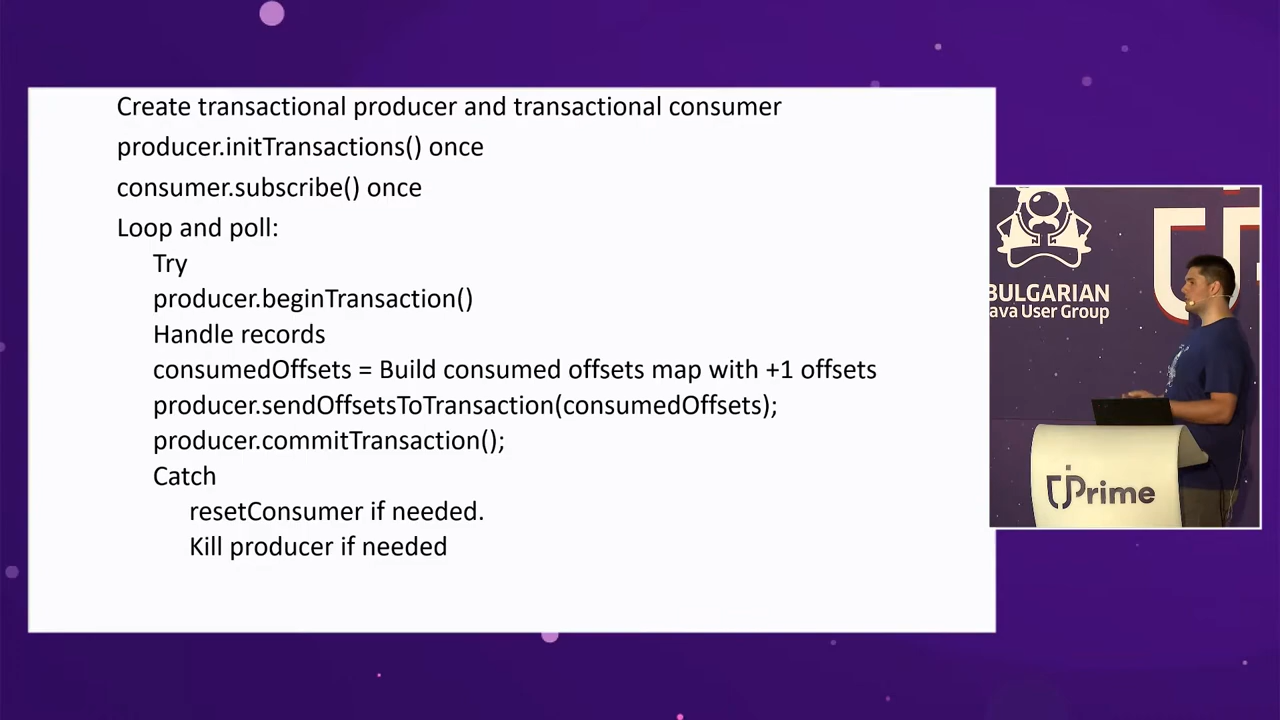 Create transactional producer and transactional consumer
producer.initTransactions() once
consumer.subscribe() once
Loop and poll:
Try
producer.beginTransaction()
Handle records
consumedOffsets = Build consumed offsets map with +1 offsets
producer.sendOffsetsToTransaction(consumedOffsets);
producer.commitTransaction();
Catch
resetConsumer if needed.
Kill producer if needed
BULGARIAN
ava User Group
jPrime